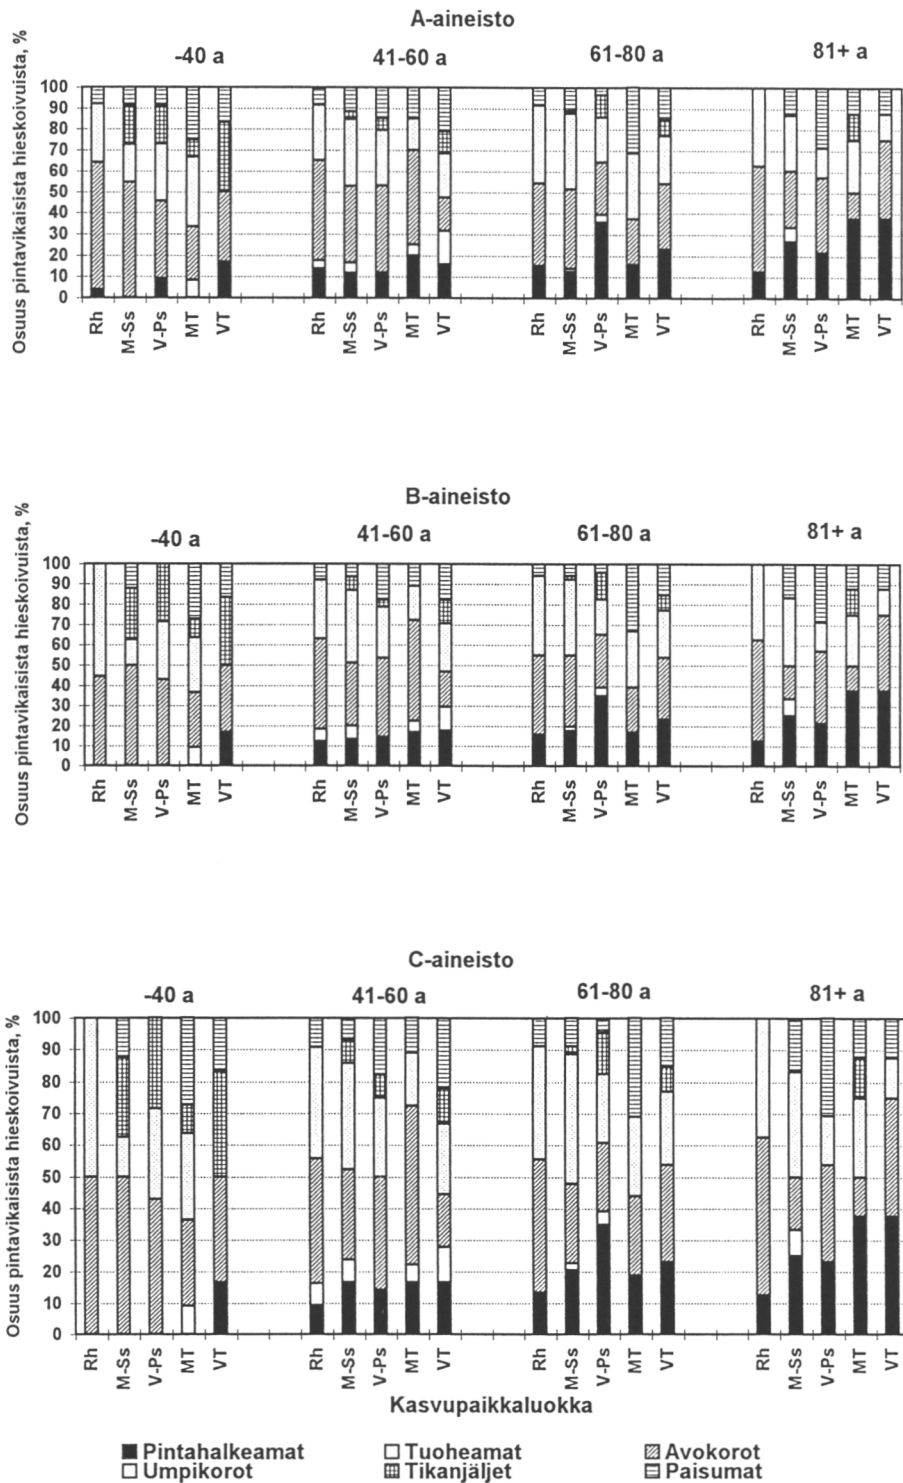 A-aineisto
-40 a 41-60 a 61-80 a 81+ a
Osuus pintavikaisista hieskoivuista, %
100
90
80
70
60
50
40
30
20
10
0
Rh M-Ss V-Ps MT VT Rh M-Ss V-Ps MT VT Rh M-Ss V-Ps MT VT Rh M-Ss V-Ps MT VT
B-aineisto
-40 a 41-60 a 61-80 a 81+ a
Osuus pintavikaisista hieskoivuista, %
100
90
80
70
60
50
40
30
20
10
0
Rh M-Ss V-Ps MT VT Rh M-Ss V-Ps MT VT Rh M-Ss V-Ps MT VT Rh M-Ss V-Ps MT VT
C-aineisto
-40 a 41-60 a 61-80 a 81+ a
Osuus pintavikaisista hieskoivuista, %
100
90
80
70
60
50
40
30
20
10
0
Rh M-Ss V-Ps MT VT Rh M-Ss V-Ps MT VT Rh M-Ss V-Ps MT VT Rh M-Ss V-Ps MT VT
Kasvupaikkaluokka
Pintahalkeamat Tuoheamat Avokorot
Umpikorot Tikanjäljet Paisumat